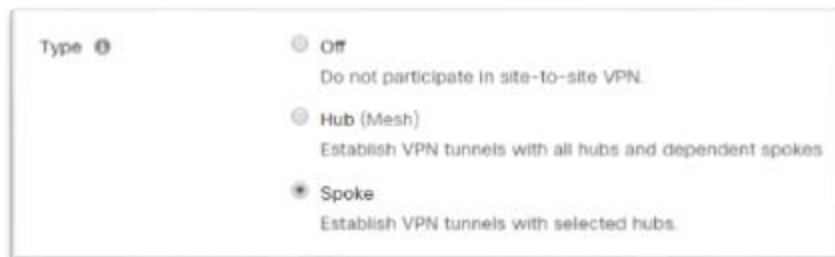 Type
Off
Do not participate in site-to-site VPN.
Hub (Mesh)
Establish VPN tunnels with all hubs and dependent spokes
Spoke
Establish VPN tunnels with selected hubs.